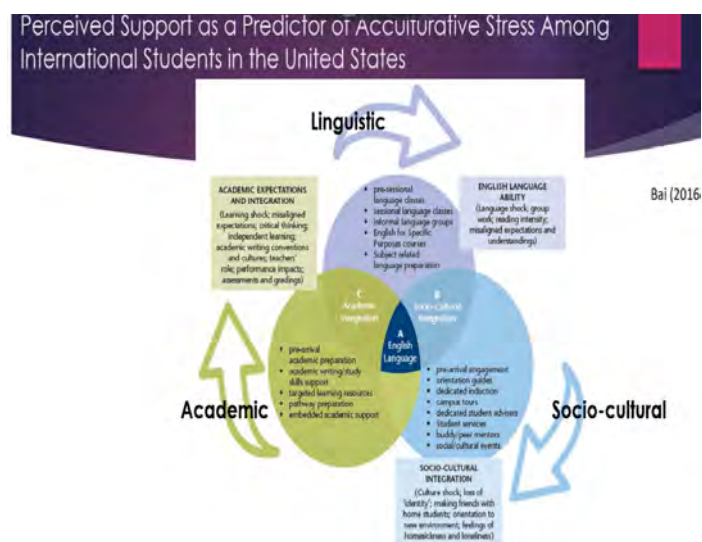 Perceived Support as a Predictor of Acculturative Stress Among
International Students in the United States
Linguistic
Bai (2016
ACADEMIC EXPECTATIONS
AND INTEGRATION
(Learning shock; misaligned
expectations; critical thinking;
independent learning;
academic writing conventions
and cultures; teachers'
role; performance impacts;
assessments and gradings)
• pre-sessional
language classes
• sessional language classes
• informal language groups
• English for Specific
Purposes courses
• Subject related
language preparation
ENGLISH LANGUAGE
ABILITY
(Language shock; group
work; reading intensity;
misaligned expectations and
understandings)
C
Academic
Integration
B
Socio-cultural
Integration
A
English
Language
• pre-arrival
academic preparation
• academic writing/study
skills support
• targeted learning resources
• pathway preparation
• embedded academic support
• pre-arrival engagement
• orientation guides
• dedicated induction
• campus tours
• dedicated student advisers
• Student services
• buddy/peer mentors
• social/cultural events
Academic
Socio-cultural
SOCIO-CULTURAL
INTEGRATION
(Culture shock; loss of
'identity'; making friends with
home students; orientation to
new environment; feelings of
homesickness and loneliness)